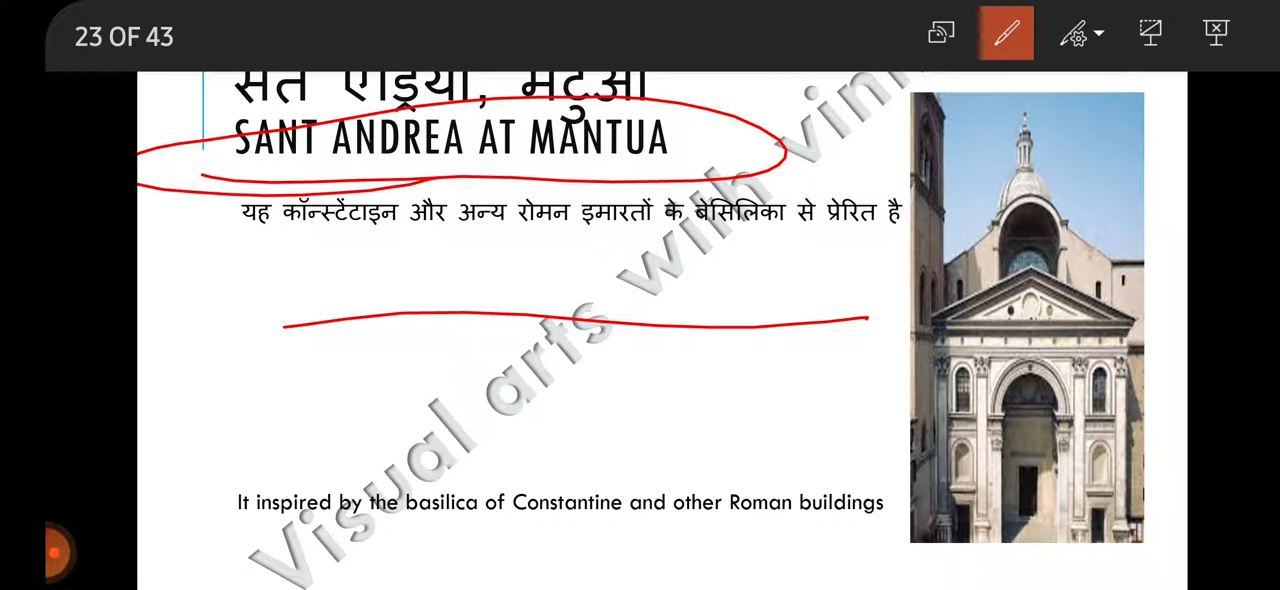 23 OF 43
संत एंड्रिया, मंटुआ
SANT ANDREA AT MANTUA
यह कॉन्स्टेंटाइन और अन्य रोमन इमारतों के बेसिलिका से प्रेरित है
It inspired by the basilica of Constantine and other Roman buildings
Visual arts with